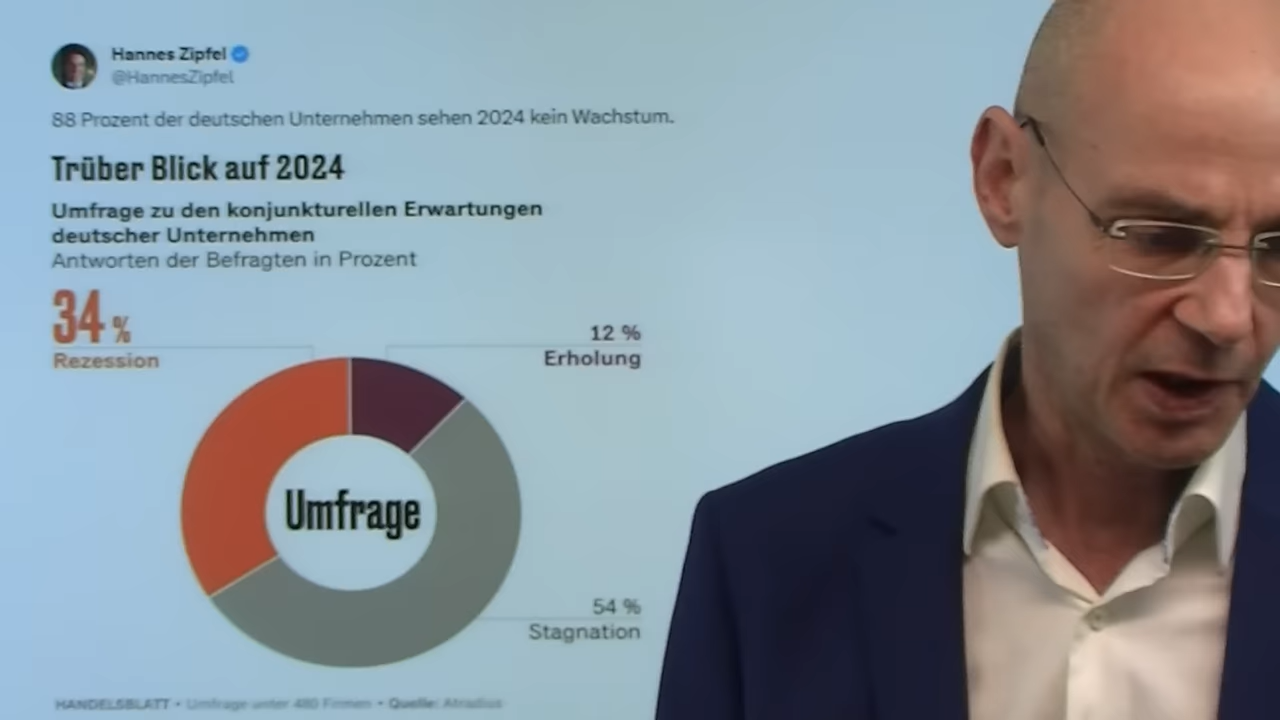 Hannes Zipfel
@HannesZipfel
88 Prozent der deutschen Unternehmen sehen 2024 kein Wachstum.
Trüber Blick auf 2024
Umfrage zu den konjunkturellen Erwartungen
deutscher Unternehmen
Antworten der Befragten in Prozent
34 %
Rezession
12 %
Erholung
Umfrage
54 %
Stagnation
HANDELSBLATT • Umfrage unter 480 Firmen • Quelle: Atradius